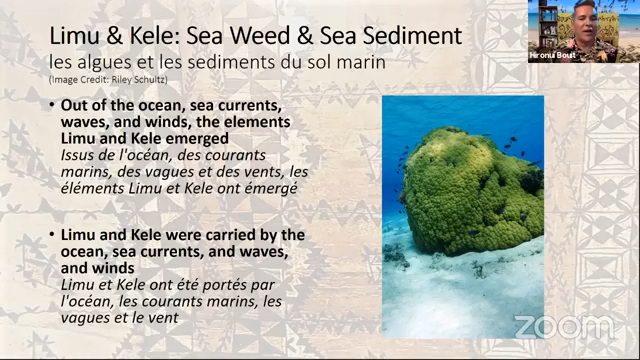 Limu & Kele: Sea Weed & Sea Sediment
les algues et les sediments du sol marin
(Image Credit: Riley Schultz)
• Out of the ocean, sea currents,
waves, and winds, the elements
Limu and Kele emerged
Issus de l'océan, des courants
marins, des vagues et des vents, les
éléments Limu et Kele ont émergé
• Limu and Kele were carried by the
ocean, sea currents, and waves,
and winds
Limu et Kele ont été portés par
l'océan, les courants marins, les
vagues et le vent
Hironui Bout
zoom